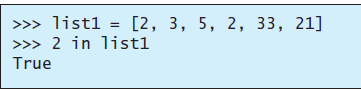 >>> list1 = [2, 3, 5, 2, 33, 21]
>>> 2 in list1
True